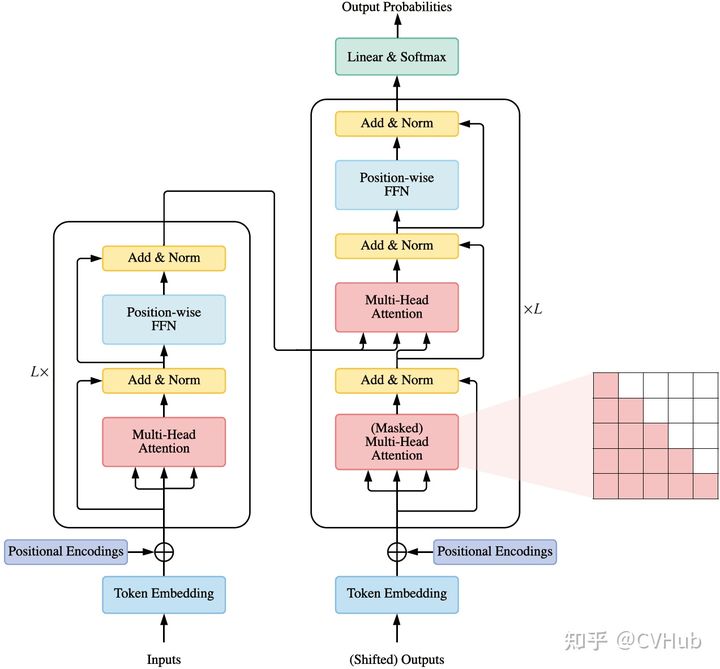 Output Probabilities
Linear & Softmax
Add & Norm
Position-wise
FFN
Add & Norm
Multi-Head
Attention
×L
Add & Norm
(Masked)
Multi-Head
Attention
Positional Encodings
Token Embedding
(Shifted) Outputs
Add & Norm
Position-wise
FFN
L×
Add & Norm
Multi-Head
Attention
Positional Encodings
Token Embedding
Inputs
知乎 @CVHub